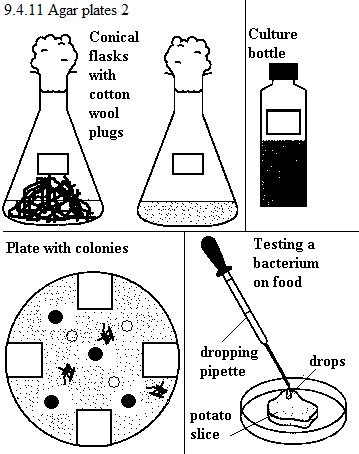 9.4.11 Agar plates 2
Conical
flasks
with
cotton
wool
plugs
Culture
bottle
Plate with colonies
Testing a
bacterium
on food
dropping
pipette
drops
potato
slice